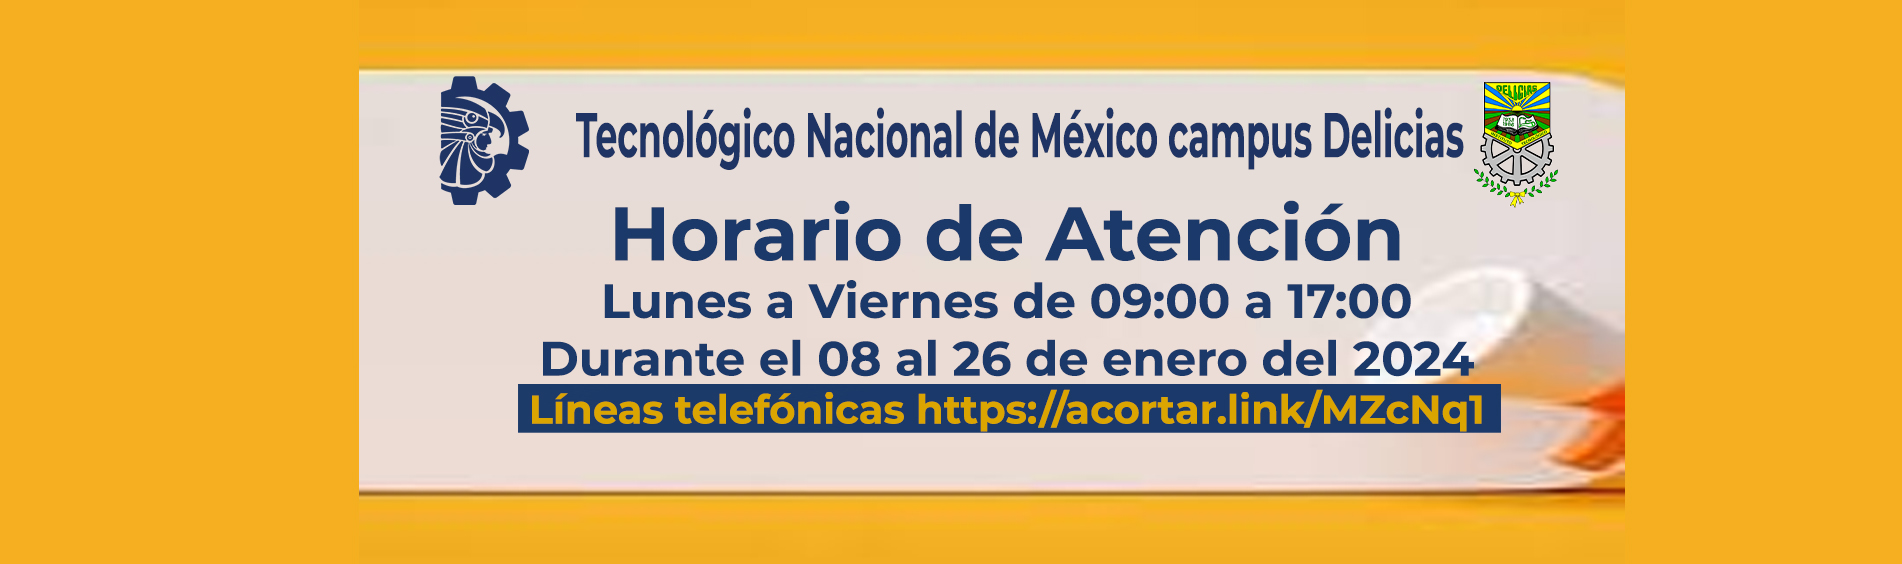 Tecnológico Nacional de México campus Delicias
DELICIAS
Horario de Atención
Lunes a Viernes de 09:00 a 17:00
Durante el 08 al 26 de enero del 2024
Líneas telefónicas https://acortar.link/MZcNq1